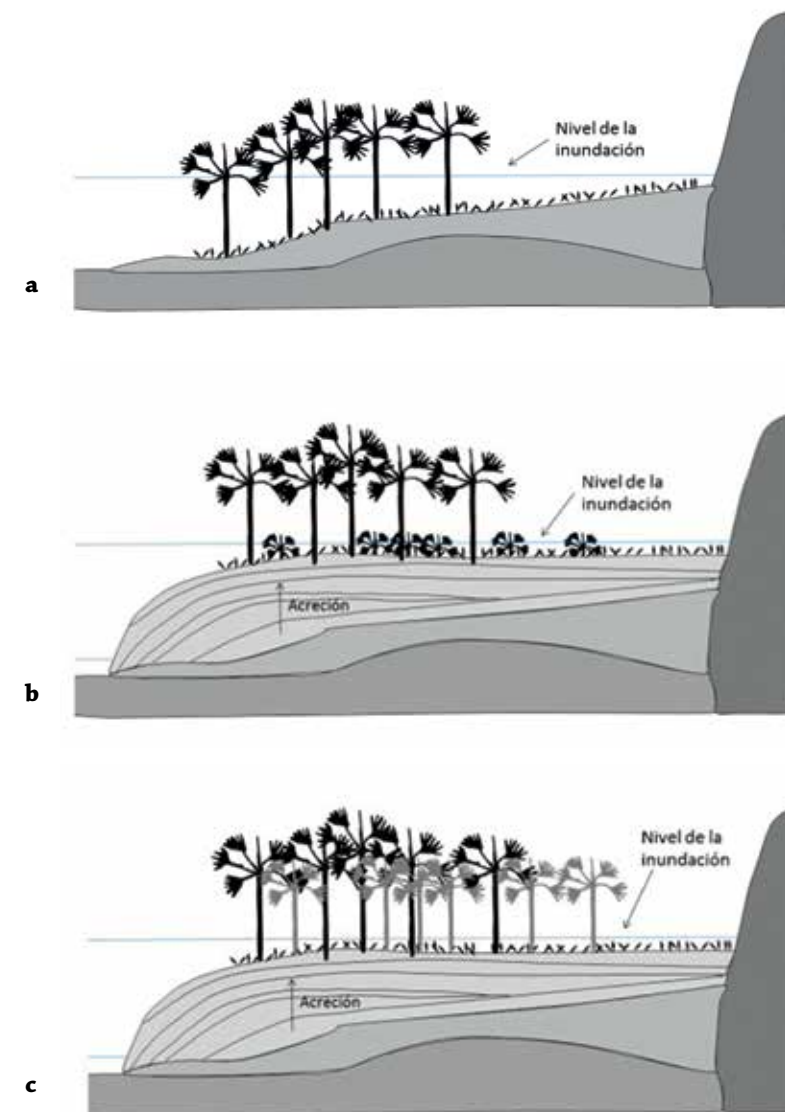 Nivel de la
inundación
a
Nivel de la
inundación
Acreción
b
Nivel de la
inundación
Acreción
c